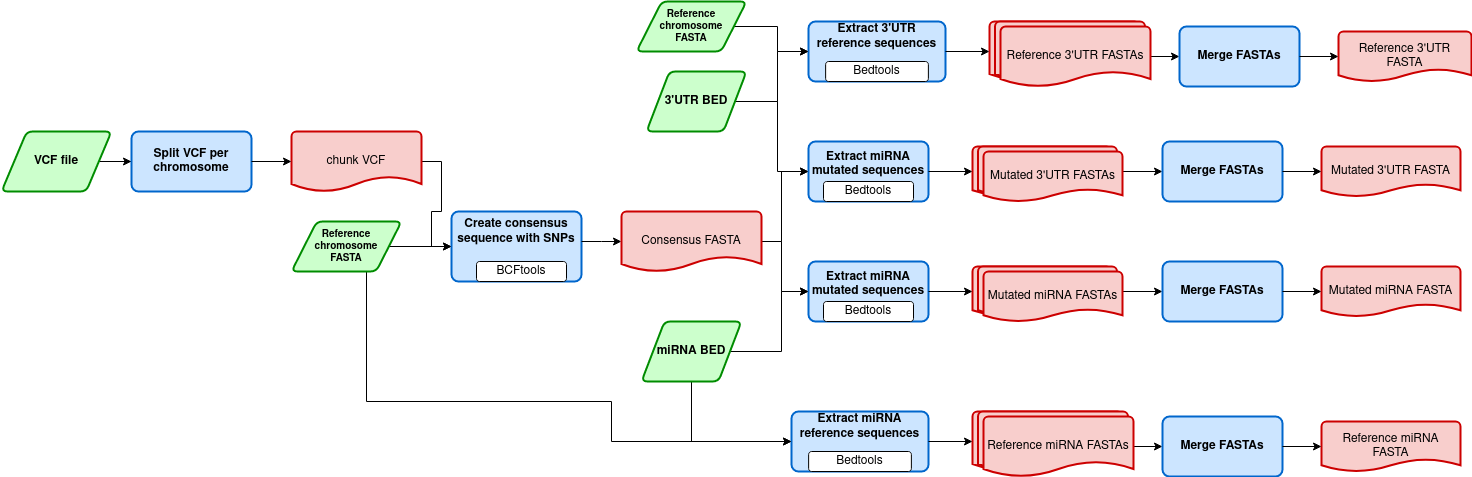 Reference
chromosome
FASTA
Extract 3'UTR
reference sequences
Bedtools
Reference 3'UTR FASTAs
Merge FASTAs
Reference 3'UTR
FASTA
3'UTR BED
VCF file
Split VCF per
chromosome
chunk VCF
Extract miRNA
mutated sequences
Bedtools
Mutated 3'UTR FASTAs
Merge FASTAs
Mutated 3'UTR FASTA
Reference
chromosome
FASTA
Create consensus
sequence with SNPs
BCFtools
Consensus FASTA
Extract miRNA
mutated sequences
Bedtools
Mutated miRNA FASTAs
Merge FASTAs
Mutated miRNA FASTA
miRNA BED
Extract miRNA
reference sequences
Bedtools
Reference miRNA FASTAs
Merge FASTAs
Reference miRNA
FASTA